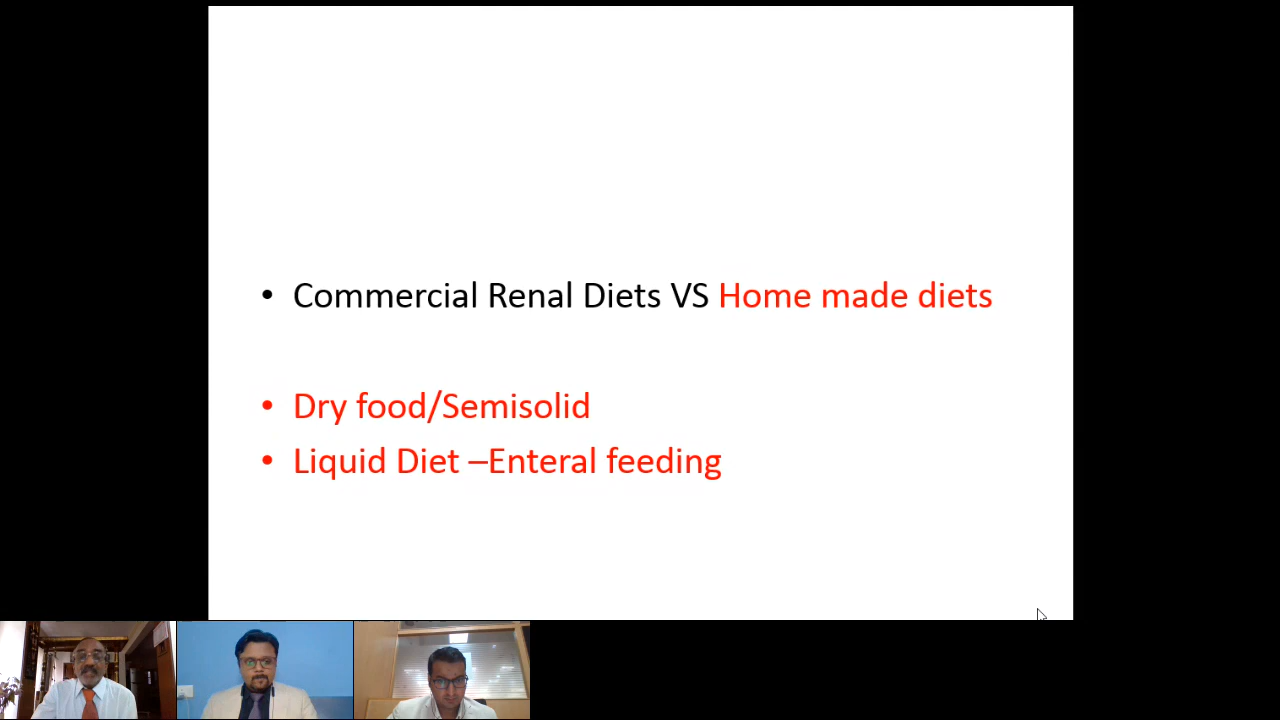 • Commercial Renal Diets VS Home made diets
• Dry food/Semisolid
• Liquid Diet –Enteral feeding